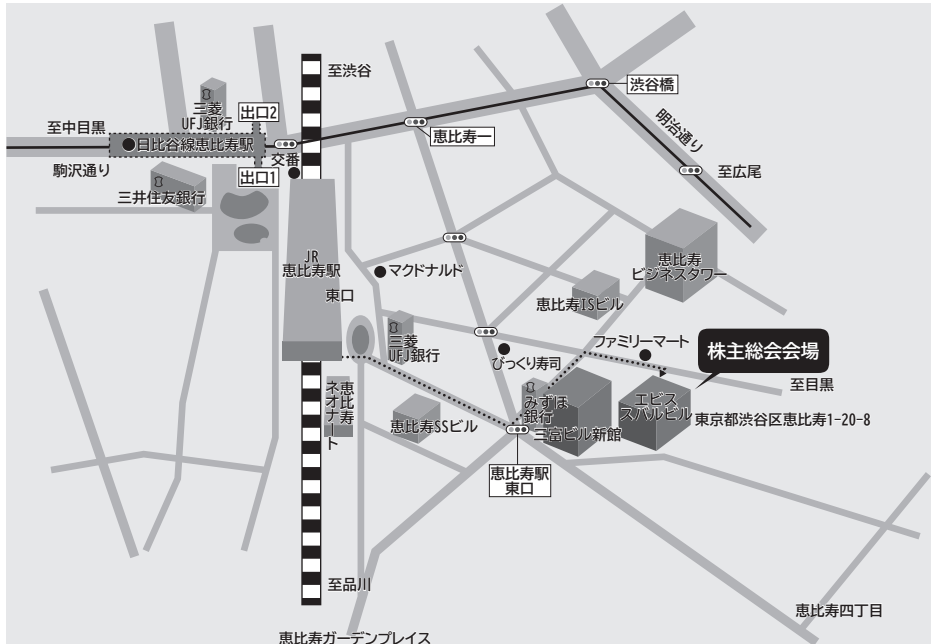 至渋谷
渋谷橋
三菱
UFJ銀行
出口2
至中目黒
恵比寿一
明治通り
日比谷線恵比寿駅
交番
駒沢通り
出口1
至広尾
三井住友銀行
JR
恵比寿駅
マクドナルド
恵比寿
ビジネスタワー
東口
恵比寿ISビル
三菱
UFJ銀行
ファミリーマート
株主総会会場
びっくり寿司
至目黒
恵比寿
ネオナート
みずほ
銀行
エビス
スバルビル
東京都渋谷区恵比寿1-20-8
恵比寿SSビル
三富ビル新館
恵比寿駅
東口
至品川
恵比寿四丁目
恵比寿ガーデンプレイス